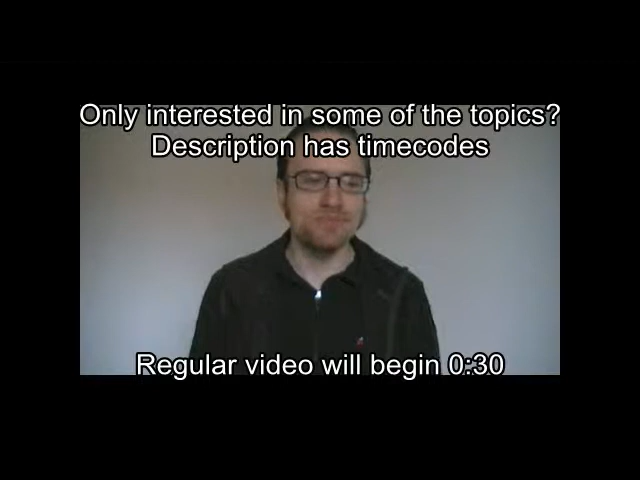 Only interested in some of the topics?
Description has timecodes
Regular video will begin 0:30